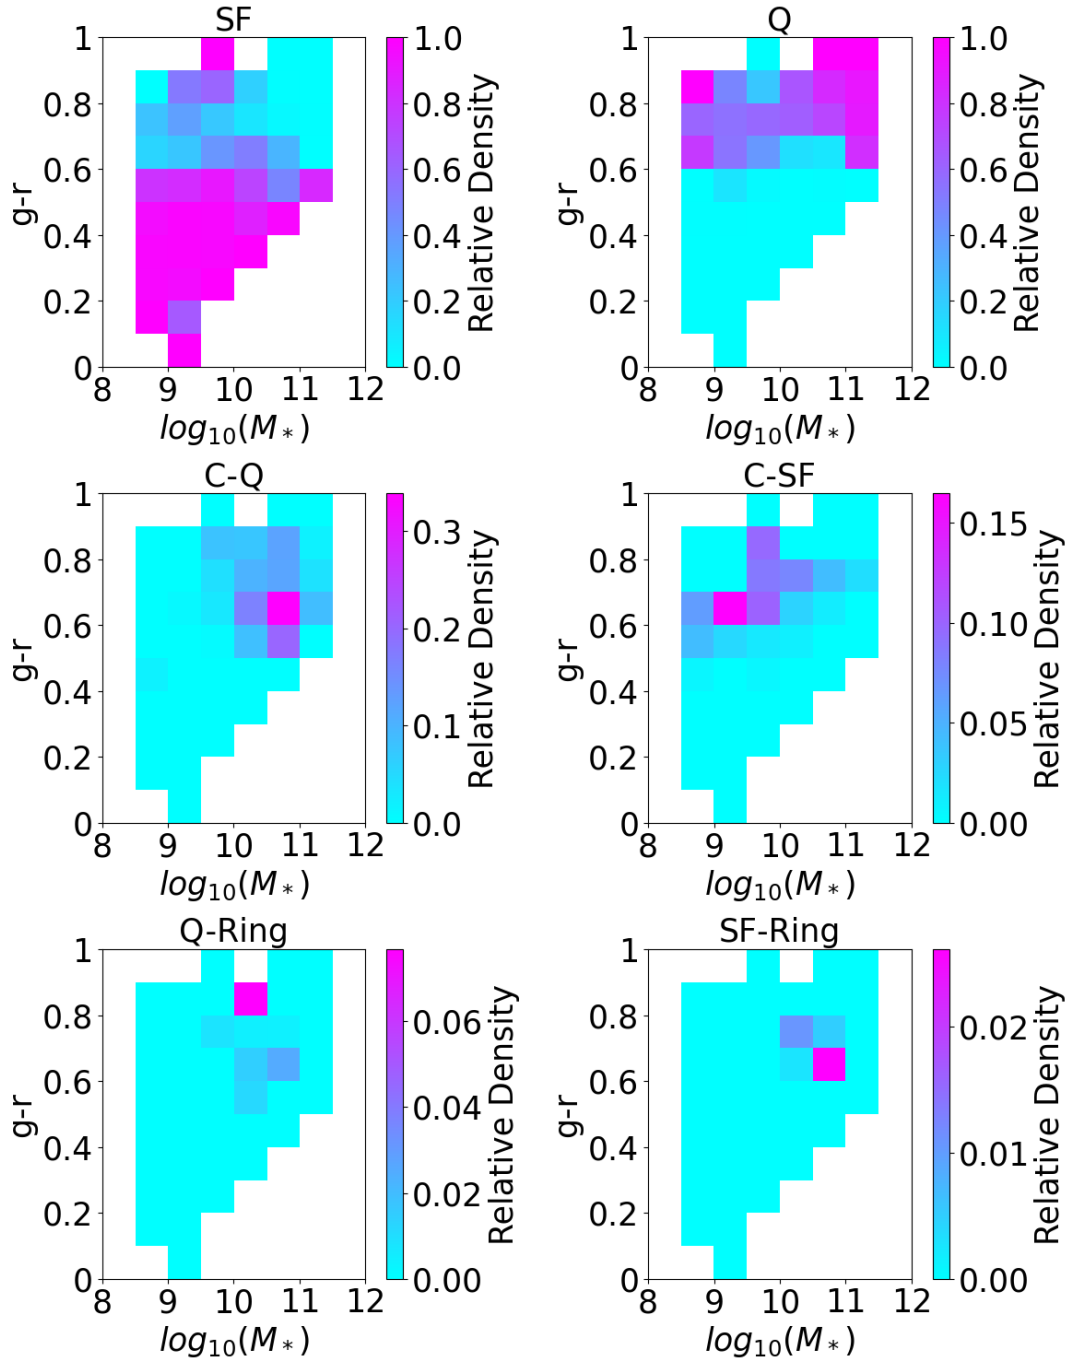 SF
1
0.8
0.6
0.4
0.2
0
g-r
8 9 10 11 12
log10(M*)
1.0
0.8
0.6
0.4
0.2
0.0
Relative Density
Q
1
0.8
0.6
0.4
0.2
0
g-r
8 9 10 11 12
log10(M*)
1.0
0.8
0.6
0.4
0.2
0.0
Relative Density
C-Q
1
0.8
0.6
0.4
0.2
0
g-r
8 9 10 11 12
log10(M*)
0.3
0.2
0.1
0.0
Relative Density
C-SF
1
0.8
0.6
0.4
0.2
0
g-r
8 9 10 11 12
log10(M*)
0.15
0.10
0.05
0.00
Relative Density
Q-Ring
1
0.8
0.6
0.4
0.2
0
g-r
8 9 10 11 12
log10(M*)
0.06
0.04
0.02
0.00
Relative Density
SF-Ring
1
0.8
0.6
0.4
0.2
0
g-r
8 9 10 11 12
log10(M*)
0.02
0.01
0.00
Relative Density